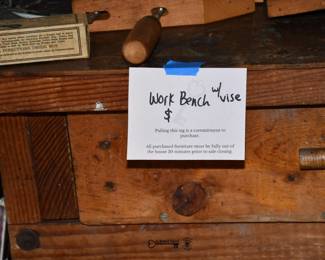 Work Bench w/ vise
$
Pulling this tag is a commitment to
purchase.
All purchased furniture must be fully out of
the house 30 minutes prior to sale closing.